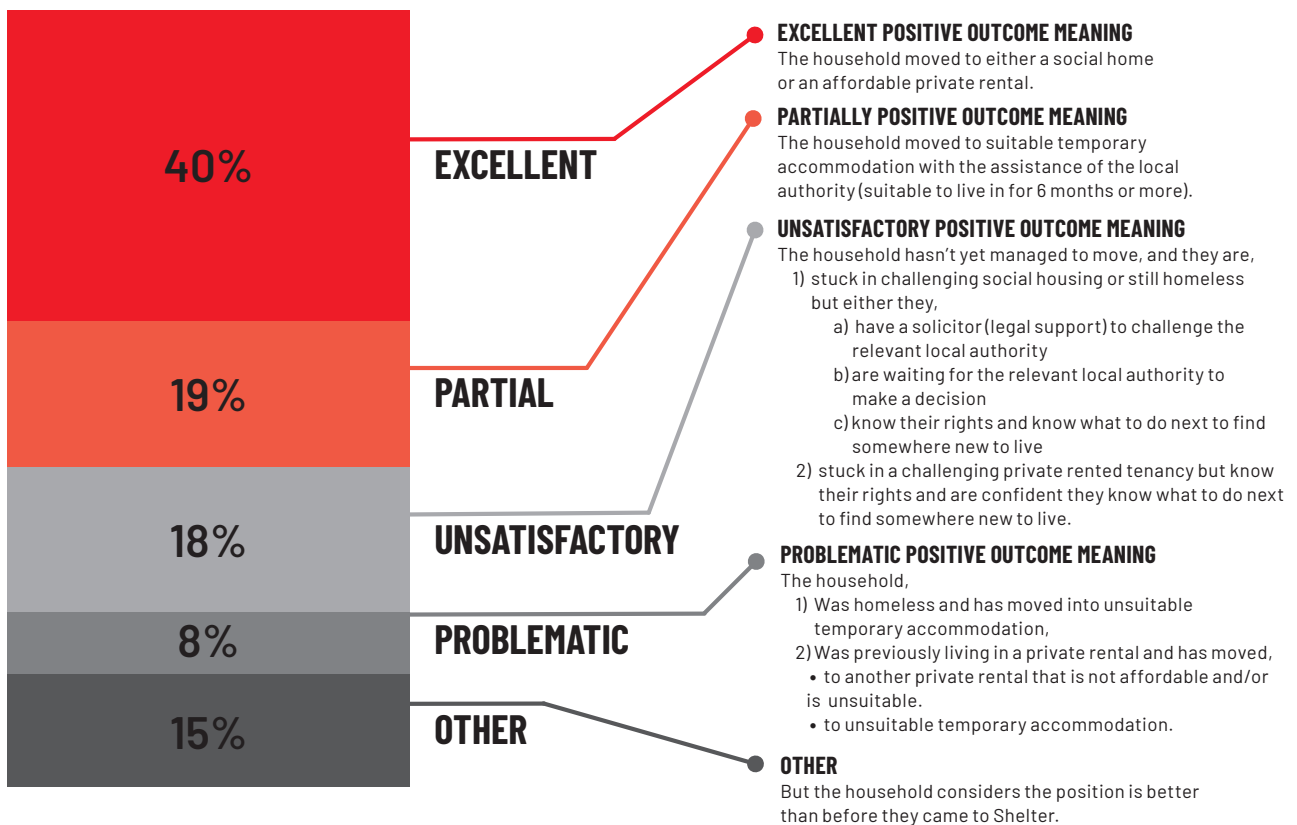 40%
EXCELLENT
19%
PARTIAL
18%
UNSATISFACTORY
8%
PROBLEMATIC
15%
OTHER
EXCELLENT POSITIVE OUTCOME MEANING
The household moved to either a social home
or an affordable private rental.
PARTIALLY POSITIVE OUTCOME MEANING
The household moved to suitable temporary
accommodation with the assistance of the local
authority (suitable to live in for 6 months or more).
UNSATISFACTORY POSITIVE OUTCOME MEANING
The household hasn't yet managed to move, and they are,
1) stuck in challenging social housing or still homeless
but either they,
a) have a solicitor (legal support) to challenge the
relevant local authority
b) are waiting for the relevant local authority to
make a decision
c) know their rights and know what to do next to find
somewhere new to live
2) stuck in a challenging private rented tenancy but know
their rights and are confident they know what to do next
to find somewhere new to live.
PROBLEMATIC POSITIVE OUTCOME MEANING
The household,
1) Was homeless and has moved into unsuitable
temporary accommodation,
2) Was previously living in a private rental and has moved,
• to another private rental that is not affordable and/or
is unsuitable.
• to unsuitable temporary accommodation.
OTHER
But the household considers the position is better
than before they came to Shelter.